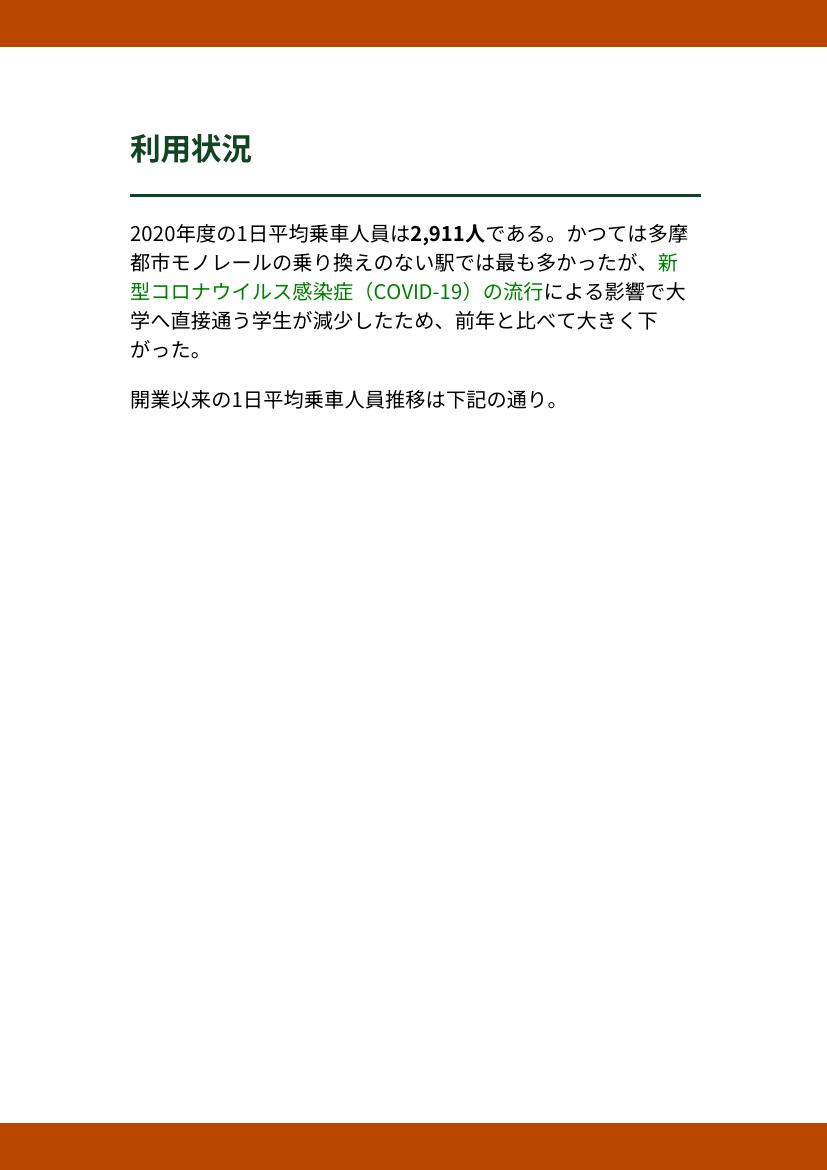 利用状況
2020年度の1日平均乗車人員は2,911人である。かつては多摩
都市モノレールの乗り換えのない駅では最も多かったが、新
型コロナウイルス感染症（COVID-19）の流行による影響で大
学へ直接通う学生が減少したため、前年と比べて大きく下
がった。
開業以来の1日平均乗車人員推移は下記の通り。